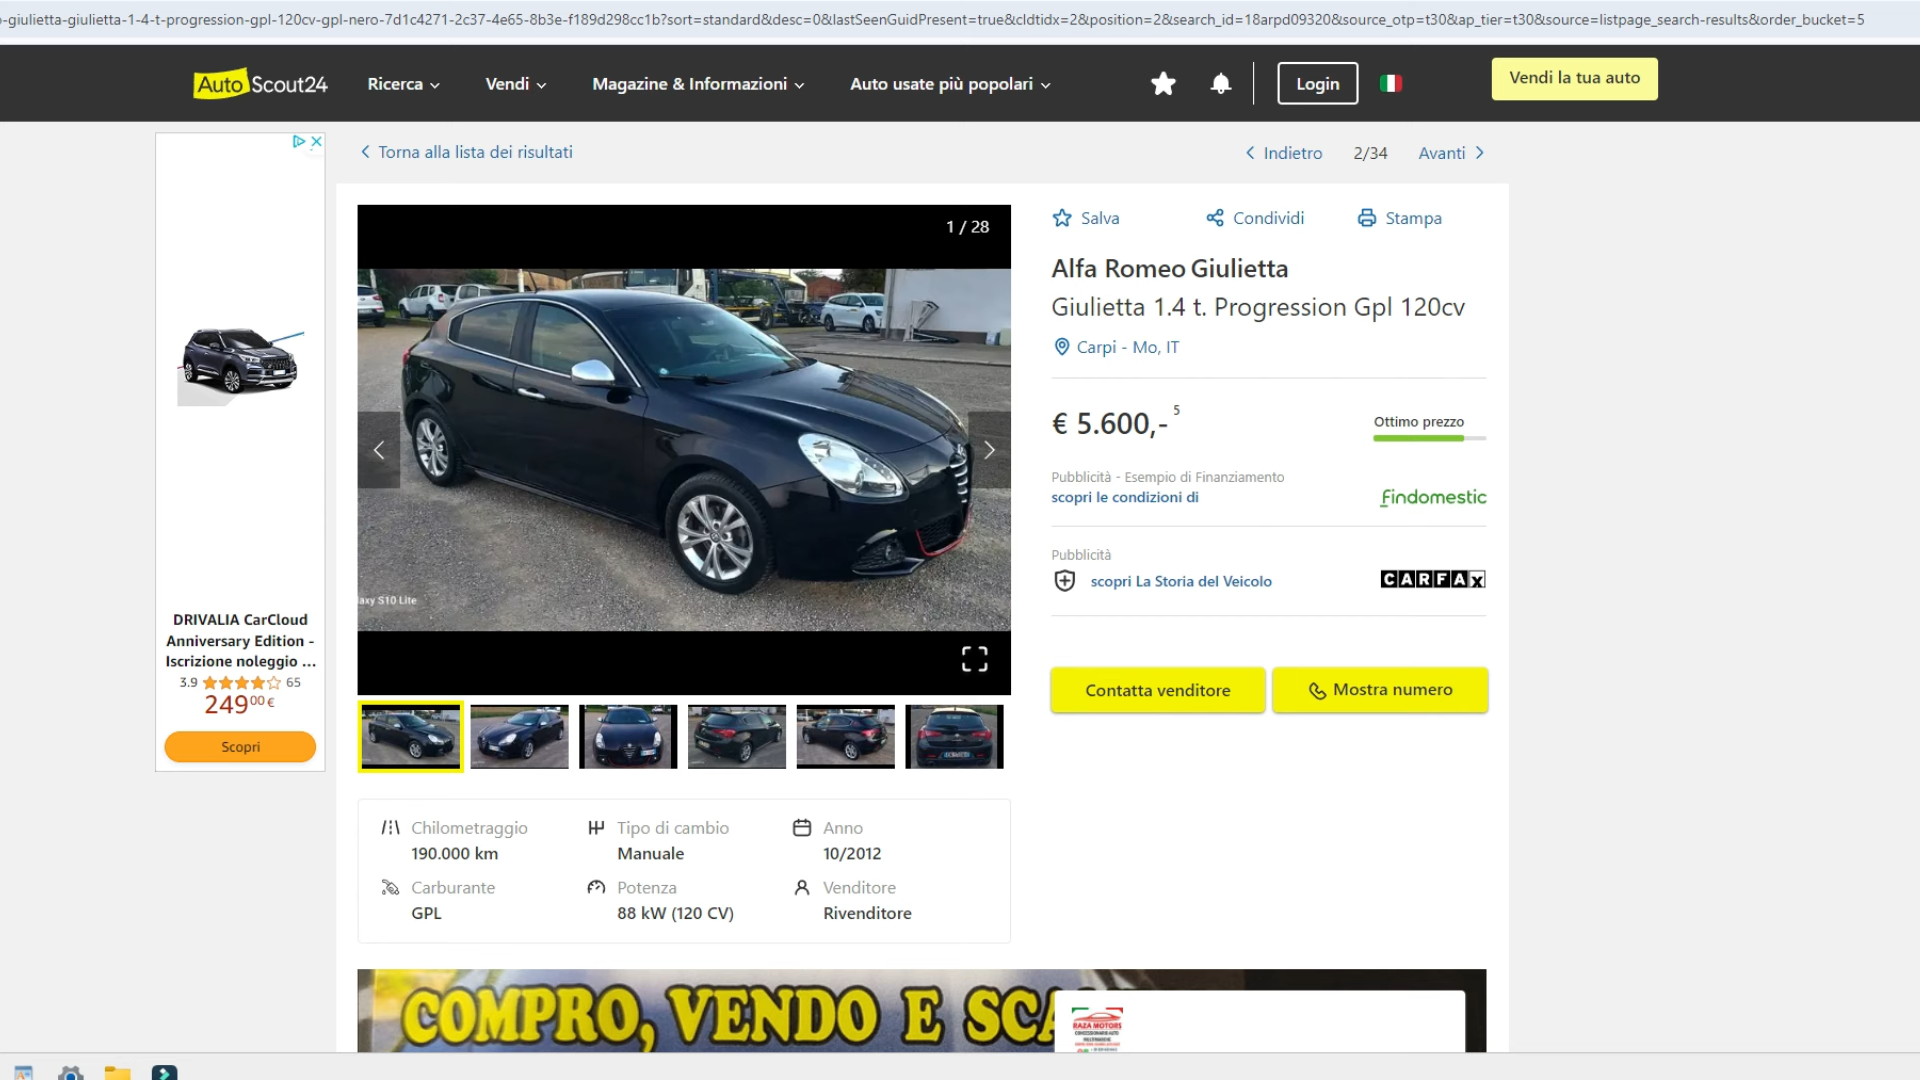 -giulietta-giulietta-1-4-t-progression-gpl-120cv-gpl-nero-7d1c4271-2c37-4e65-8b3e-f189d298cc1b?sort=standard&desc=0&lastSeenGuidPresent=true&cldtidx=2&position=2&search_id=18arpd09320&source_otp=t30&ap_tier=t30&source=listpage_search-results&order_bucket=5
AutoScout24
Ricerca
Vendi
Magazine & Informazioni
Auto usate più popolari
Login
Vendi la tua auto
Torna alla lista dei risultati
Indietro
2/34
Avanti
1 / 28
Salva
Condividi
Stampa
Alfa Romeo Giulietta
Giulietta 1.4 t. Progression Gpl 120cv
Carpi - Mo, IT
€ 5.600,- 5
Ottimo prezzo
Pubblicità - Esempio di Finanziamento
scopri le condizioni di
findomestic
Pubblicità
scopri La Storia del Veicolo
CARFAX
Contatta venditore
Mostra numero
axy S10 Lite
DRIVALIA CarCloud
Anniversary Edition -
Iscrizione noleggio ...
3.9
65
249 00 €
Scopri
Chilometraggio
190.000 km
Tipo di cambio
Manuale
Anno
10/2012
Carburante
GPL
Potenza
88 kW (120 CV)
Venditore
Rivenditore
COMPRO, VENDO E SCA
RAZA MOTORS